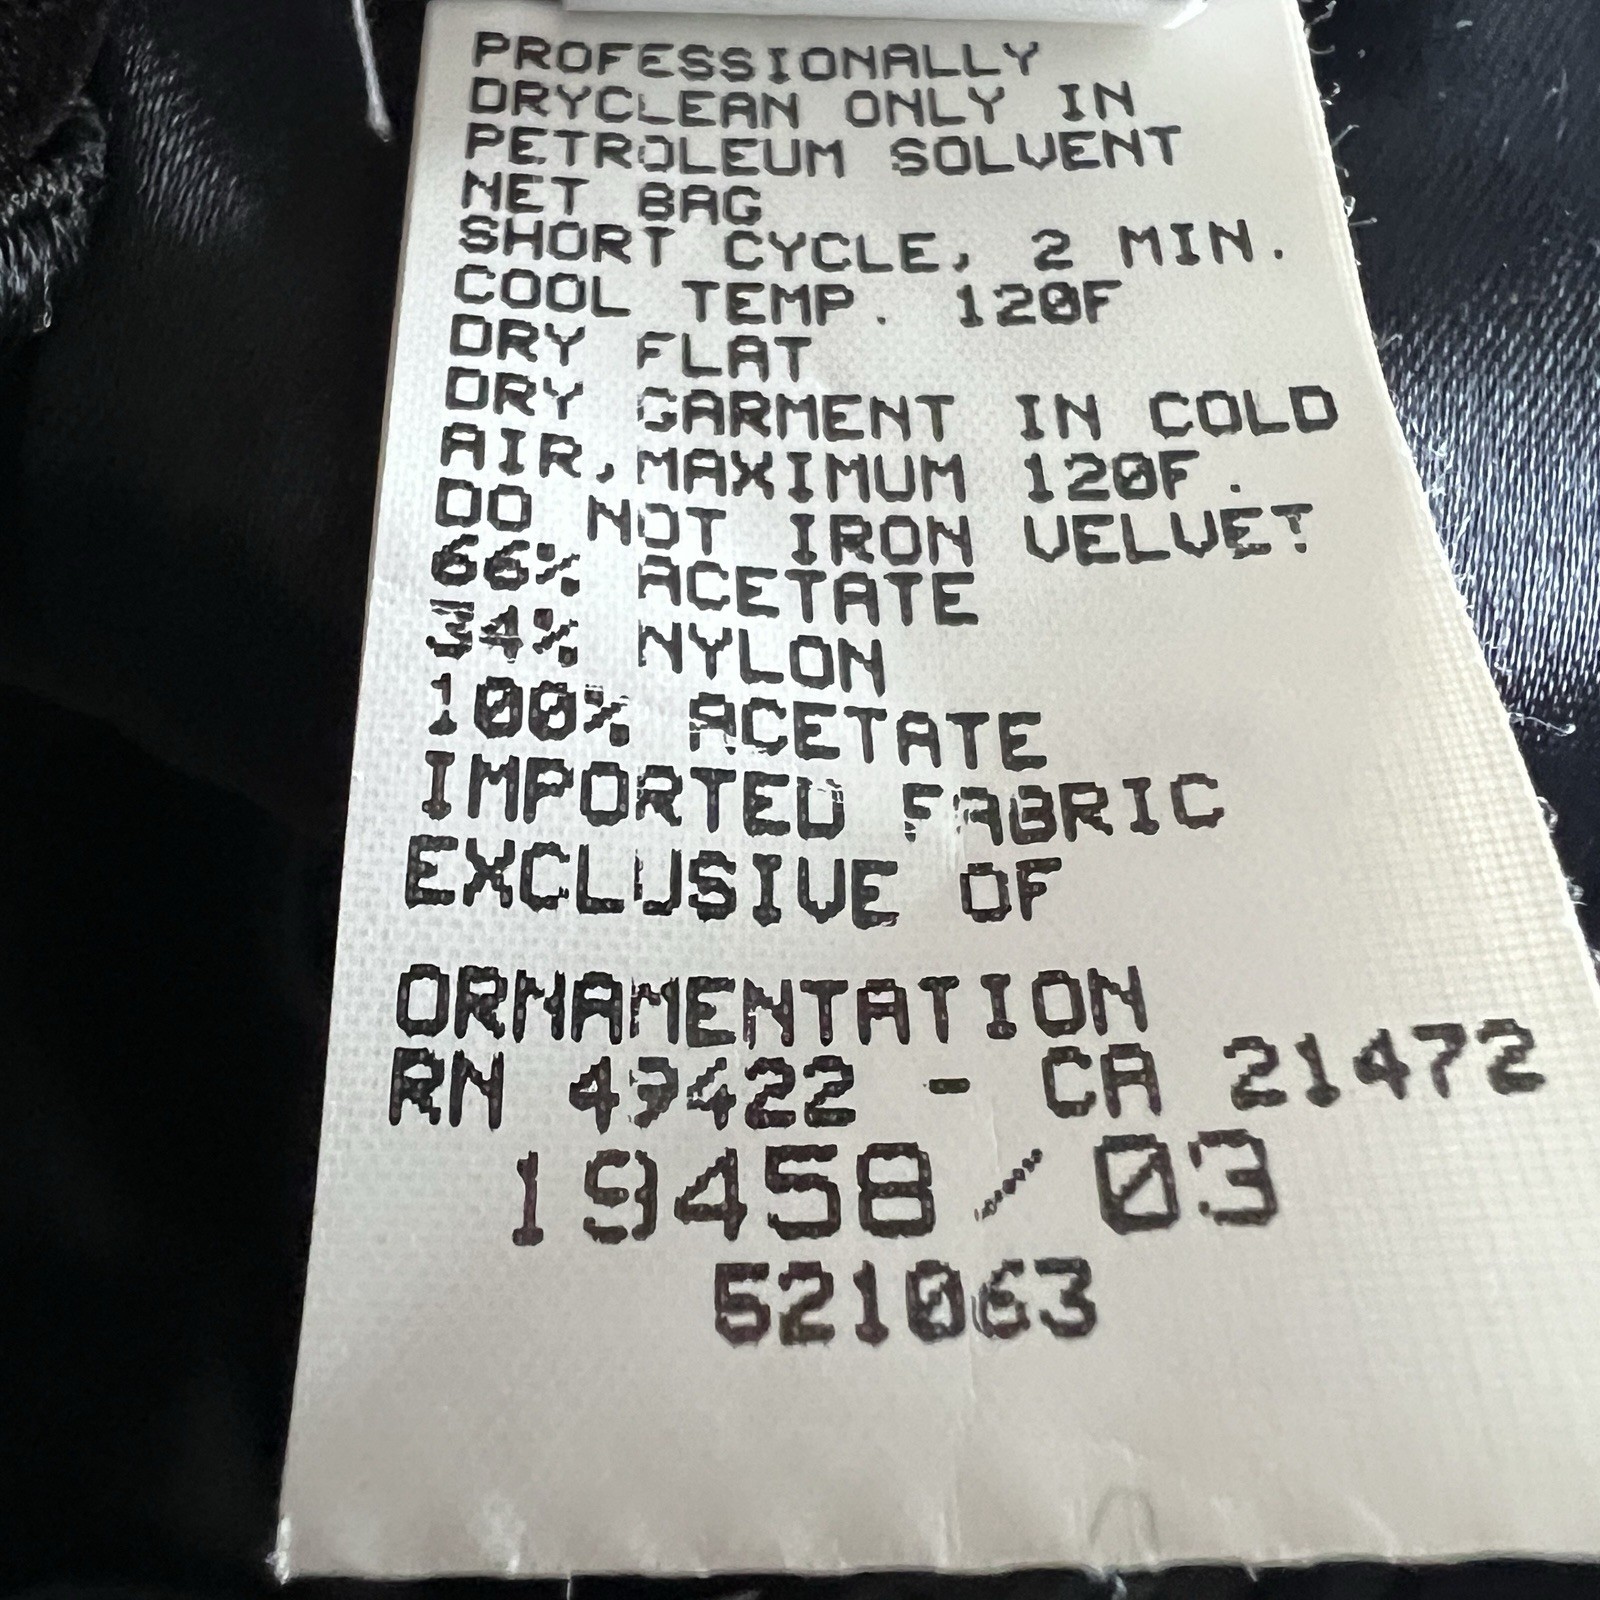 PROFESSIONALLY
DRYCLEAN ONLY IN
PETROLEUM SOLVENT
NET BAG
SHORT CYCLE, 2 MIN.
COOL TEMP. 120F
DRY FLAT
DRY GARMENT IN COLD
AIR,MAXIMUM 120F.
DO NOT IRON VELVET
66% ACETATE
34% NYLON
100% ACETATE
IMPORTED FABRIC
EXCLUSIVE OF
ORNAMENTATION
RN 49422 - CA 21472
19458/03
521063